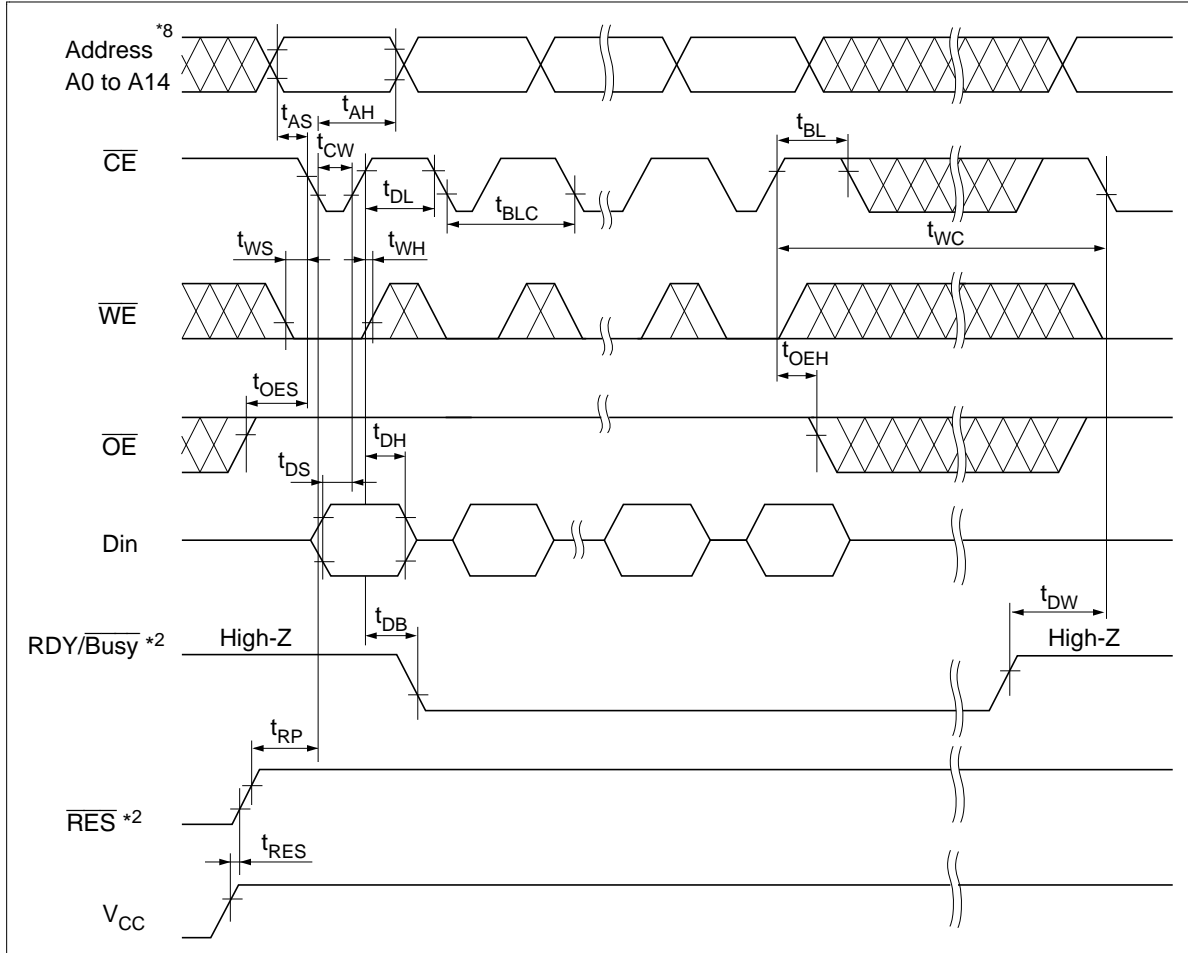 Address *8
A0 to A14
tAS
tAH
tBL
CE
tCW
tDL
tBLC
tWC
tWS
tWH
WE
tOEH
tOES
OE
tDH
tDS
Din
tDW
tDB
RDY/Busy *2
High-Z
High-Z
tRP
RES *2
tRES
VCC